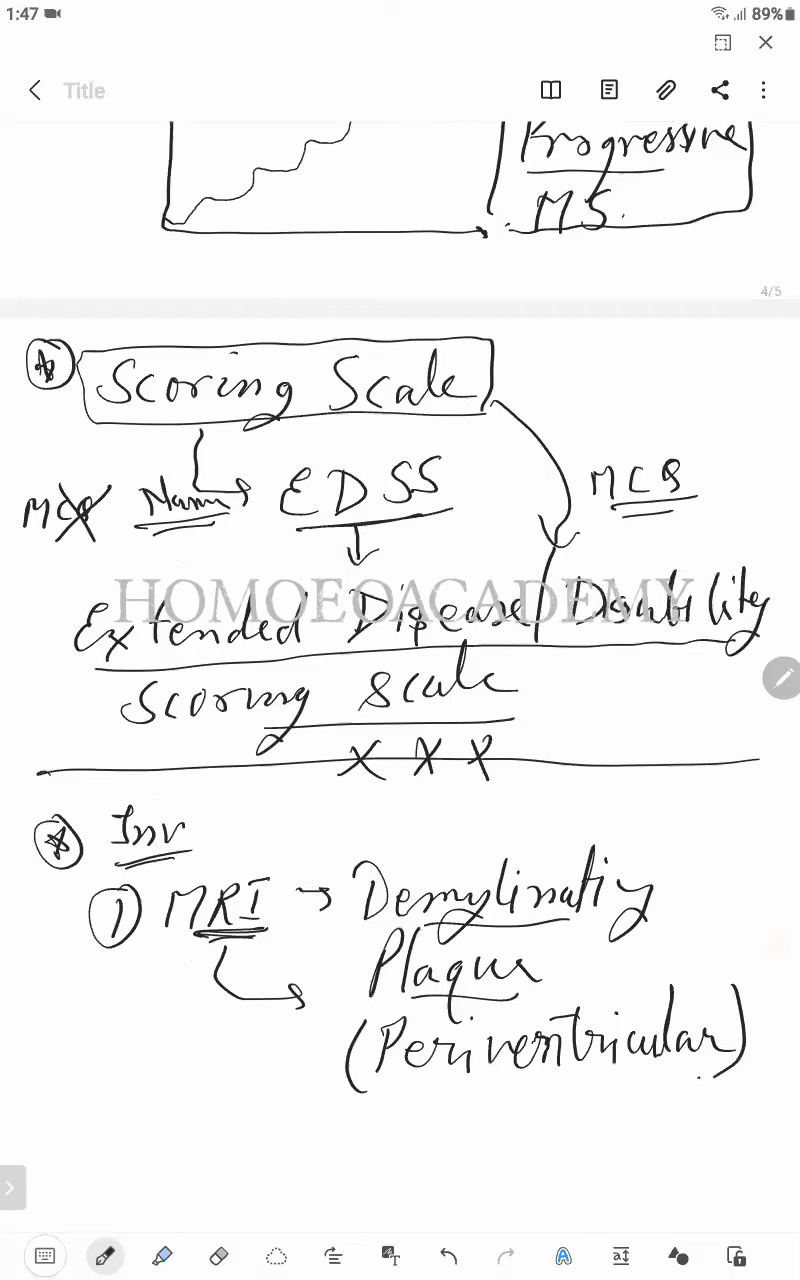 1:47
89%
Title
Progressive
MS.
4/5
Scoring Scale
MCQ Name EDSS MCQ
HOMOEOACADEMY
Extended Disease/Disability
Scoring Scale
X X X
Inv
1) MRI → Demylinatiy
Plaque
(Periventricular)